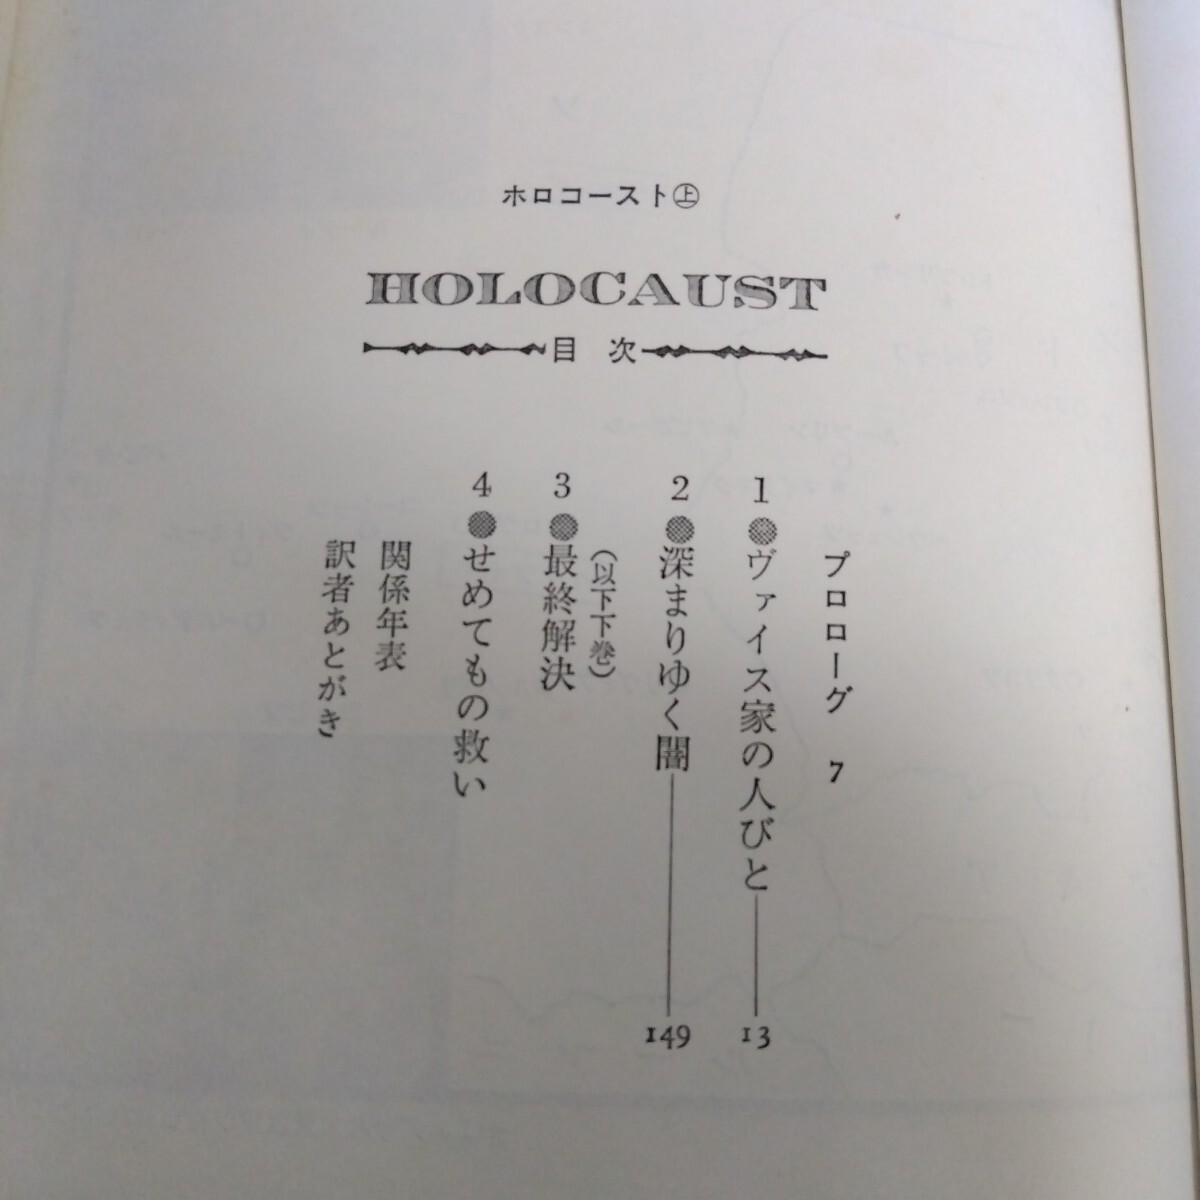 ホロコースト㊤
HOLOCAUST
目次
プロローグ 7
1●ヴァイス家の人びと――13
2●深まりゆく闇――149
(以下下巻)
3●最終解決
4●せめてもの救い
関係年表
訳者あとがき